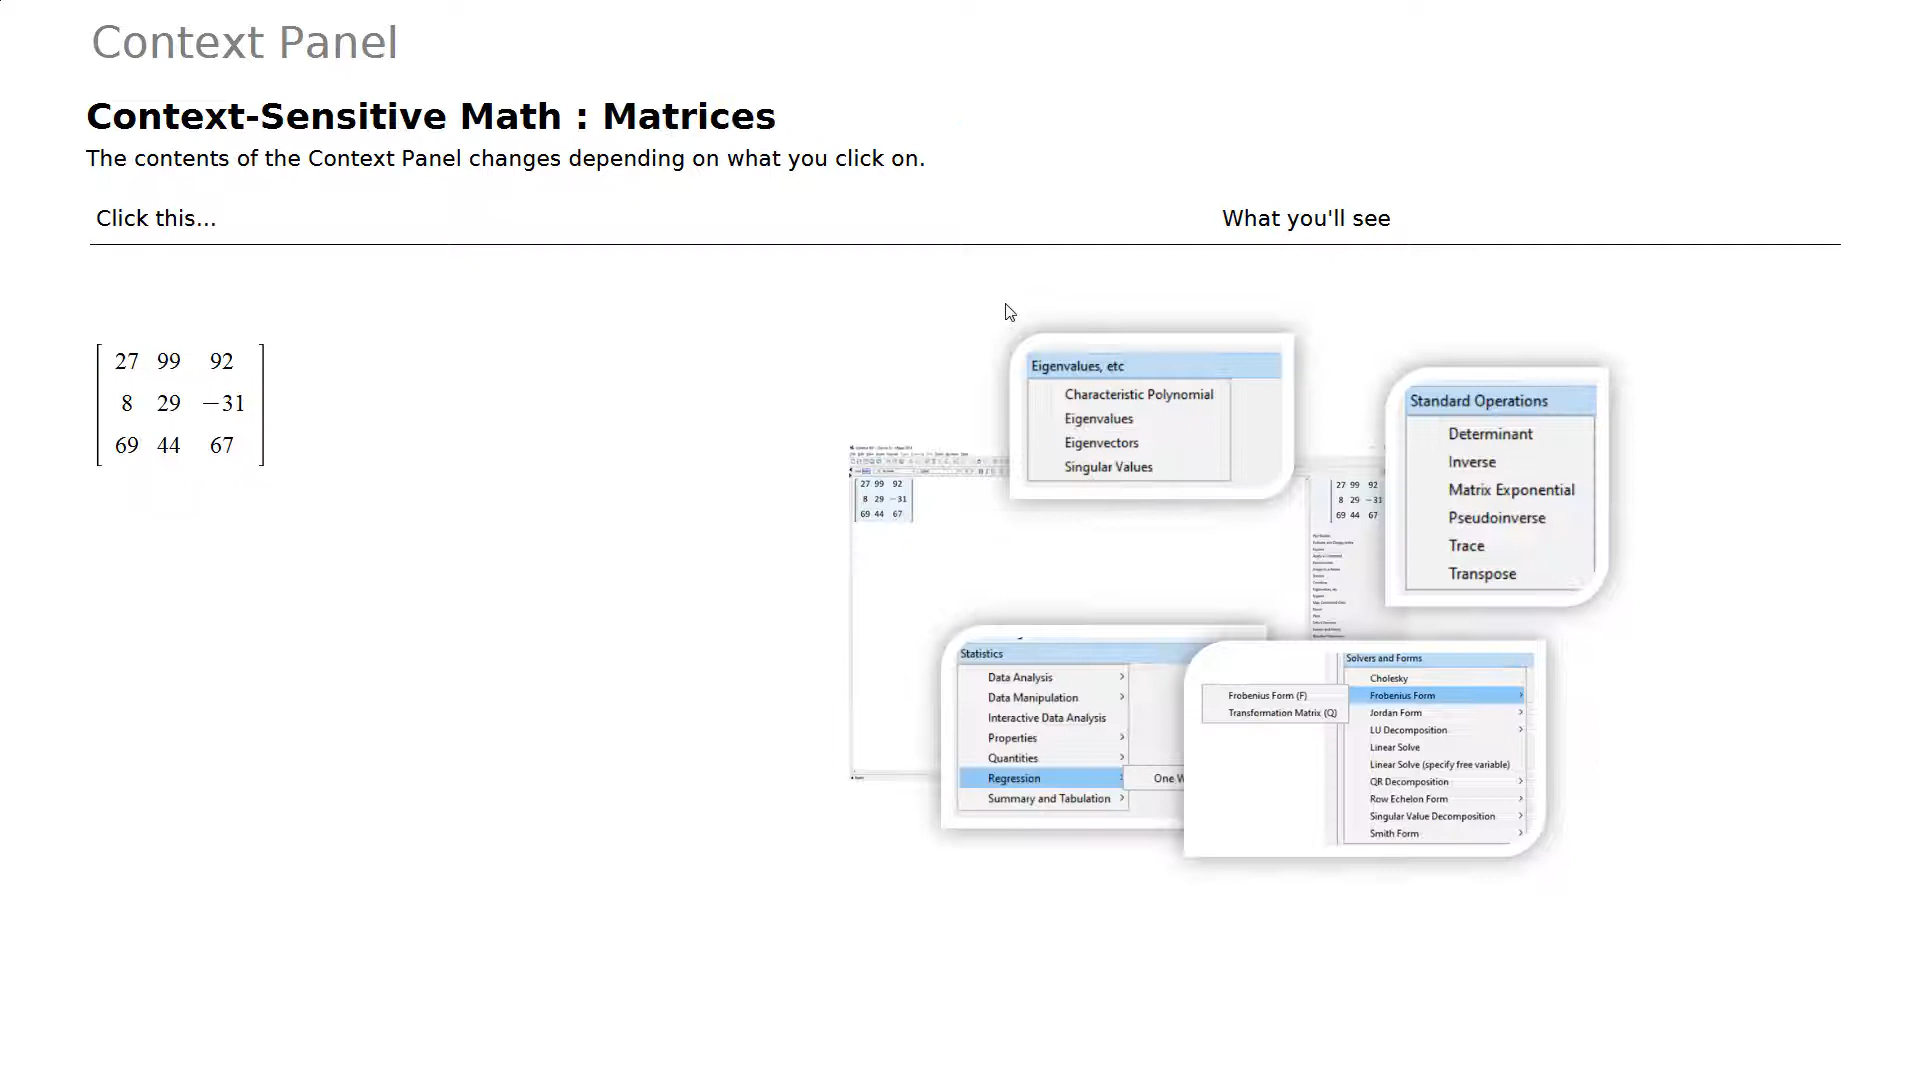 Context Panel
Context-Sensitive Math : Matrices
The contents of the Context Panel changes depending on what you click on.
Click this...
What you'll see
27 99 92
8 29 −31
69 44 67
Eigenvalues, etc
Characteristic Polynomial
Eigenvalues
Eigenvectors
Singular Values
Standard Operations
Determinant
Inverse
Matrix Exponential
Pseudoinverse
Trace
Transpose
27 99 92
8 29 −31
69 44 67
27 99 92
8 29 −31
69 44 67
Statistics
Data Analysis
Data Manipulation
Interactive Data Analysis
Properties
Quantities
Regression
One W
Summary and Tabulation
Solvers and Forms
Cholesky
Frobenius Form
Frobenius Form (F)
Transformation Matrix (Q)
Jordan Form
LU Decomposition
Linear Solve
Linear Solve (specify free variable)
QR Decomposition
Row Echelon Form
Singular Value Decomposition
Smith Form